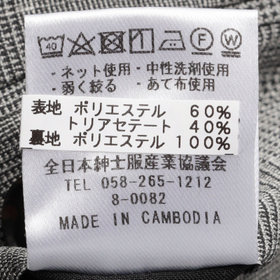 40 F W
・ネット使用 ・中性洗剤使用
・弱く絞る ・あて布使用
表地 ポリエステル 60%
トリアセテート 40%
裏地 ポリエステル 100%
全日本紳士服産業協議会
TEL 058-265-1212
8-0082
MADE IN CAMBODIA